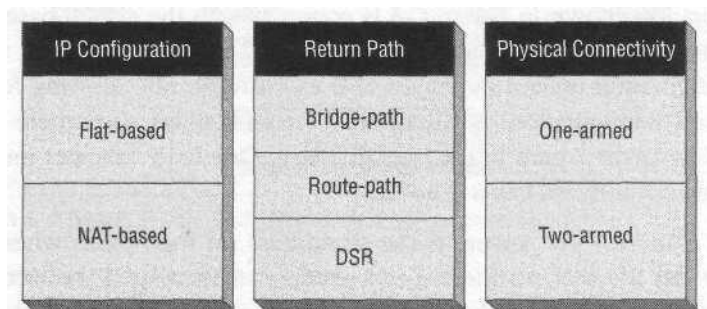 IP Configuration
Flat-based
NAT-based
Return Path
Bridge-path
Route-path
DSR
Physical Connectivity
One-armed
Two-armed